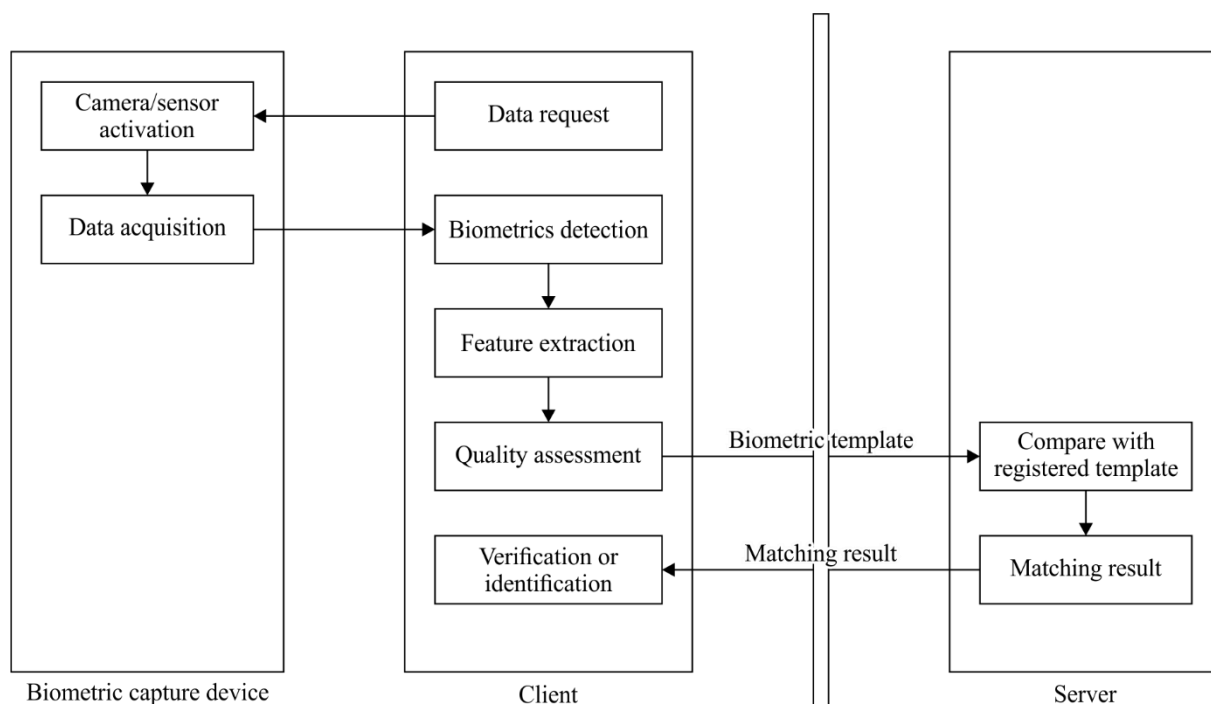 Camera/sensor
activation
Data request
Data acquisition
Biometrics detection
Feature extraction
Quality assessment
Biometric template
Compare with
registered template
Verification or
identification
Matching result
Matching result
Biometric capture device
Client
Server